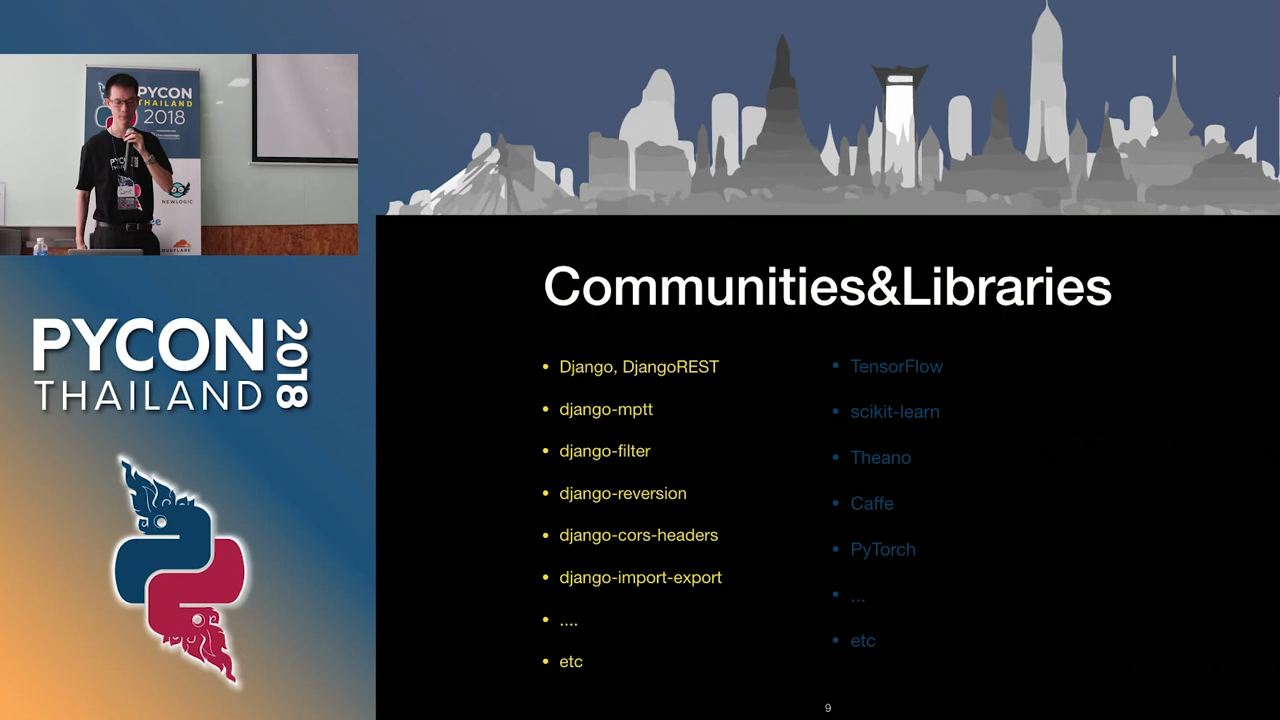 PYCON
THAILAND
2018
NEWLOGIC
PYCON
THAILAND
2018
Communities&Libraries
• Django, DjangoREST
• django-mptt
• django-filter
• django-reversion
• django-cors-headers
• django-import-export
• ....
• etc
• TensorFlow
• scikit-learn
• Theano
• Caffe
• PyTorch
• ...
• etc
9